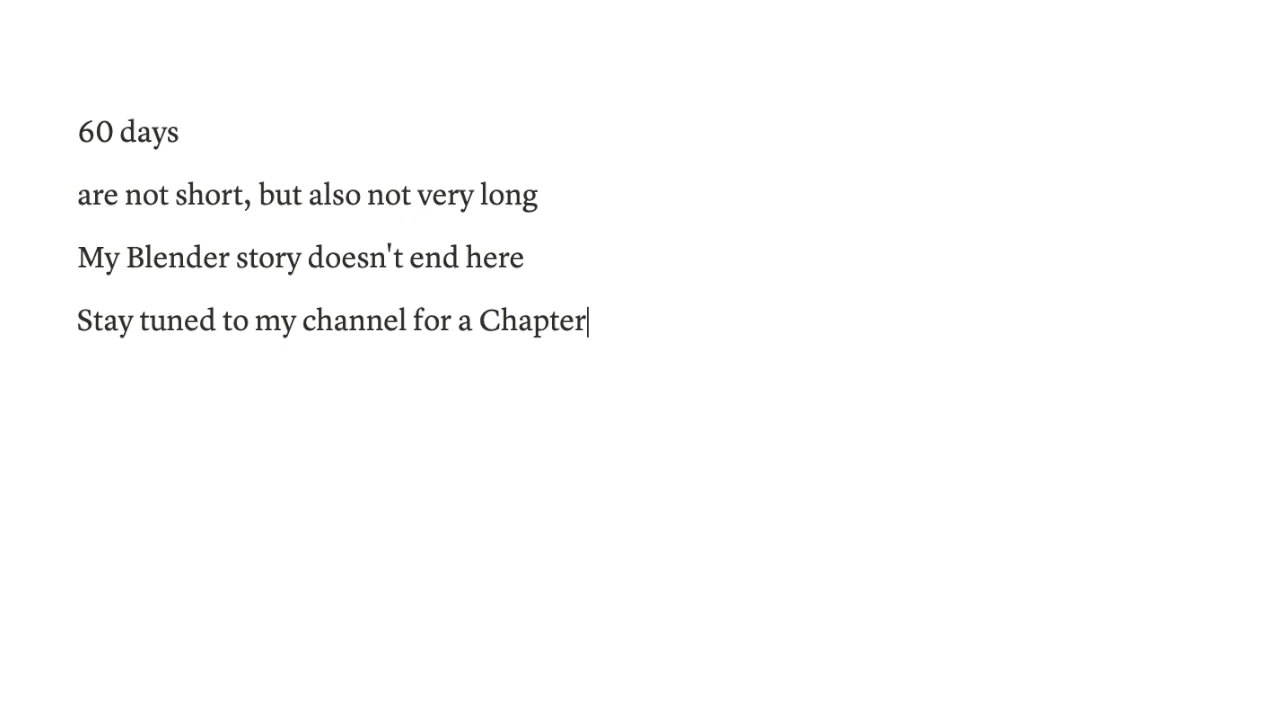 60 days
are not short, but also not very long
My Blender story doesn't end here
Stay tuned to my channel for a Chapter